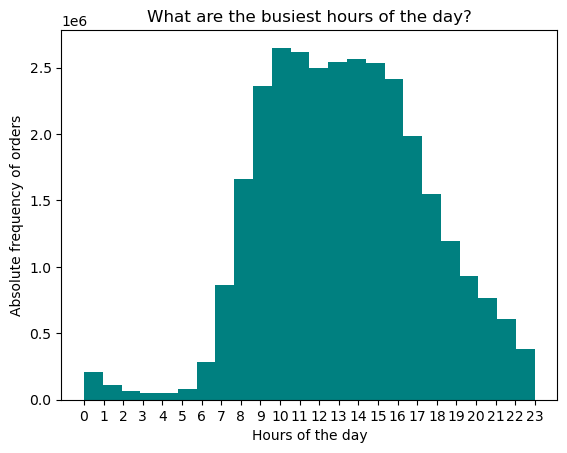 What are the busiest hours of the day?
1e6
2.5
2.0
1.5
1.0
0.5
0.0
Absolute frequency of orders
0 1 2 3 4 5 6 7 8 9 10 11 12 13 14 15 16 17 18 19 20 21 22 23
Hours of the day